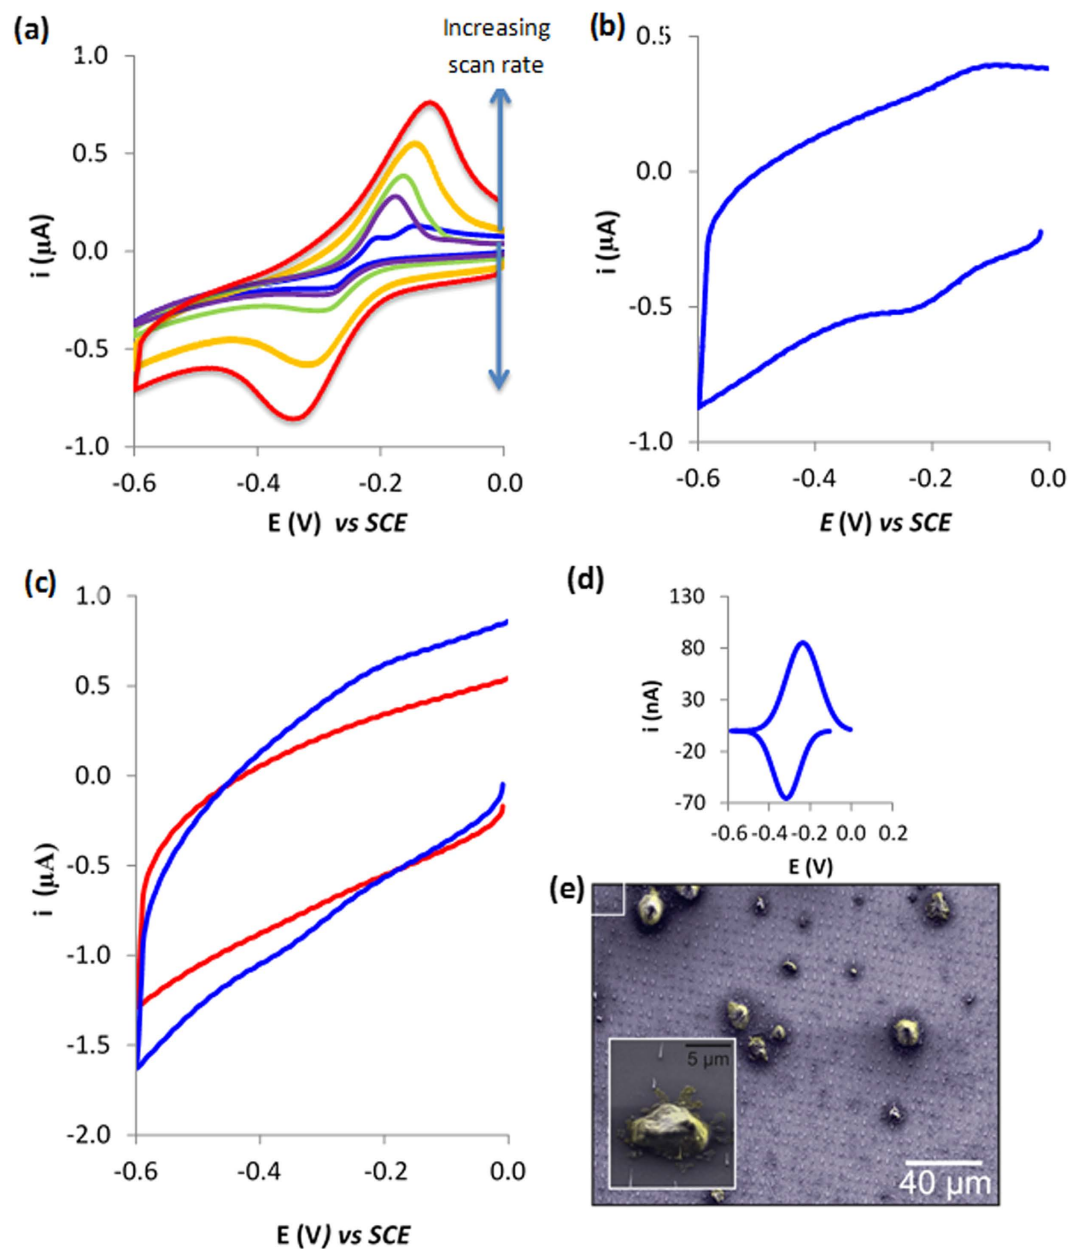 (a)
Increasing
scan rate
1.0
0.5
0.0
-0.5
-1.0
i (µA)
-0.6
-0.4
-0.2
0.0
E (V) vs SCE
(b)
0.5
0.0
-0.5
-1.0
i (µA)
-0.6
-0.4
-0.2
0.0
E (V) vs SCE
(c)
1.0
0.5
0.0
-0.5
-1.0
-1.5
-2.0
i (µA)
-0.6
-0.4
-0.2
0.0
E (V) vs SCE
(d)
130
80
30
-20
-70
i (nA)
-0.6 -0.4 -0.2 0.0 0.2
E (V)
(e)
5 µm
40 µm